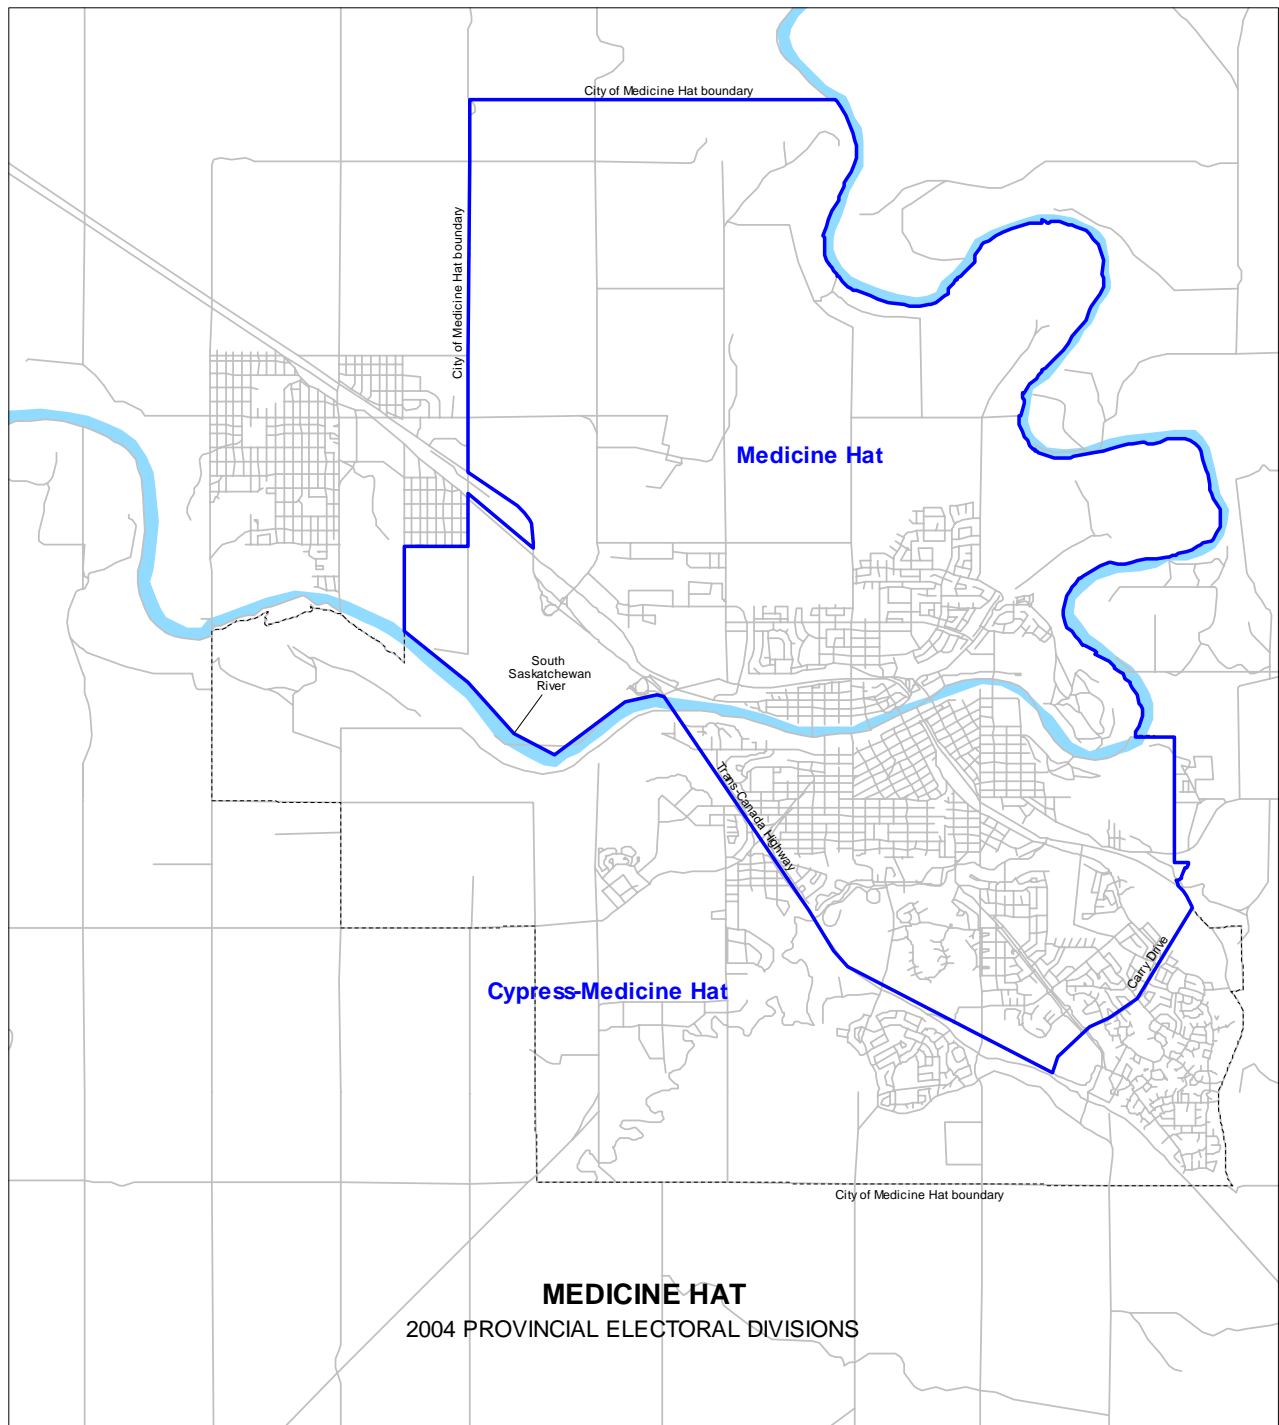 City of Medicine Hat boundary
City of Medicine Hat boundary
Medicine Hat
South
Saskatchewan
River
Trans-Canada Highway
Carry Drive
Cypress-Medicine Hat
City of Medicine Hat boundary
MEDICINE HAT
2004 PROVINCIAL ELECTORAL DIVISIONS